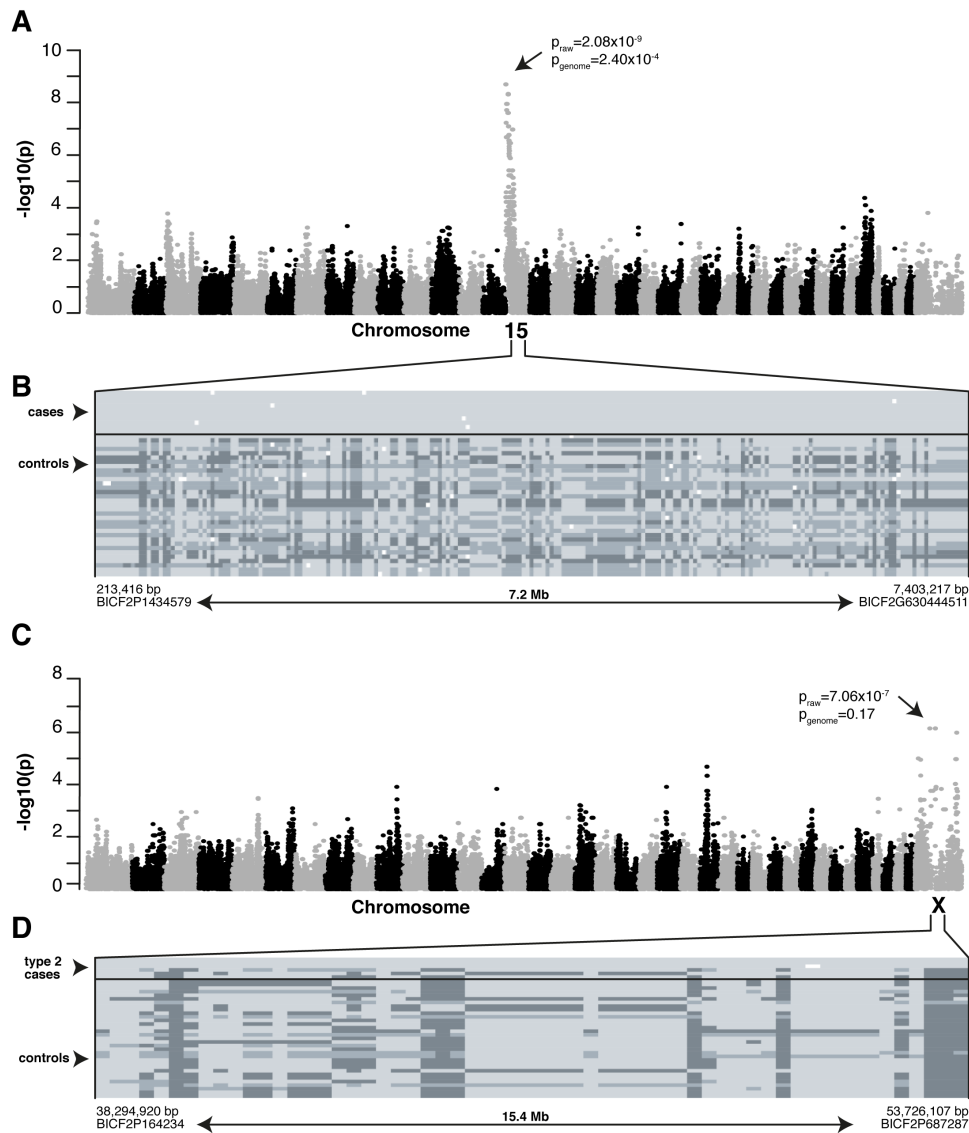 A
10
8
6
4
2
0
-log10(p)
p_raw=2.08x10^-9
p_genome=2.40x10^-4
Chromosome 15
B
cases
controls
213,416 bp
BICF2P1434579
7.2 Mb
7,403,217 bp
BICF2G630444511
C
8
6
4
2
0
-log10(p)
p_raw=7.06x10^-7
p_genome=0.17
Chromosome
X
D
type 2
cases
controls
38,294,920 bp
BICF2P164234
15.4 Mb
53,726,107 bp
BICF2P687287